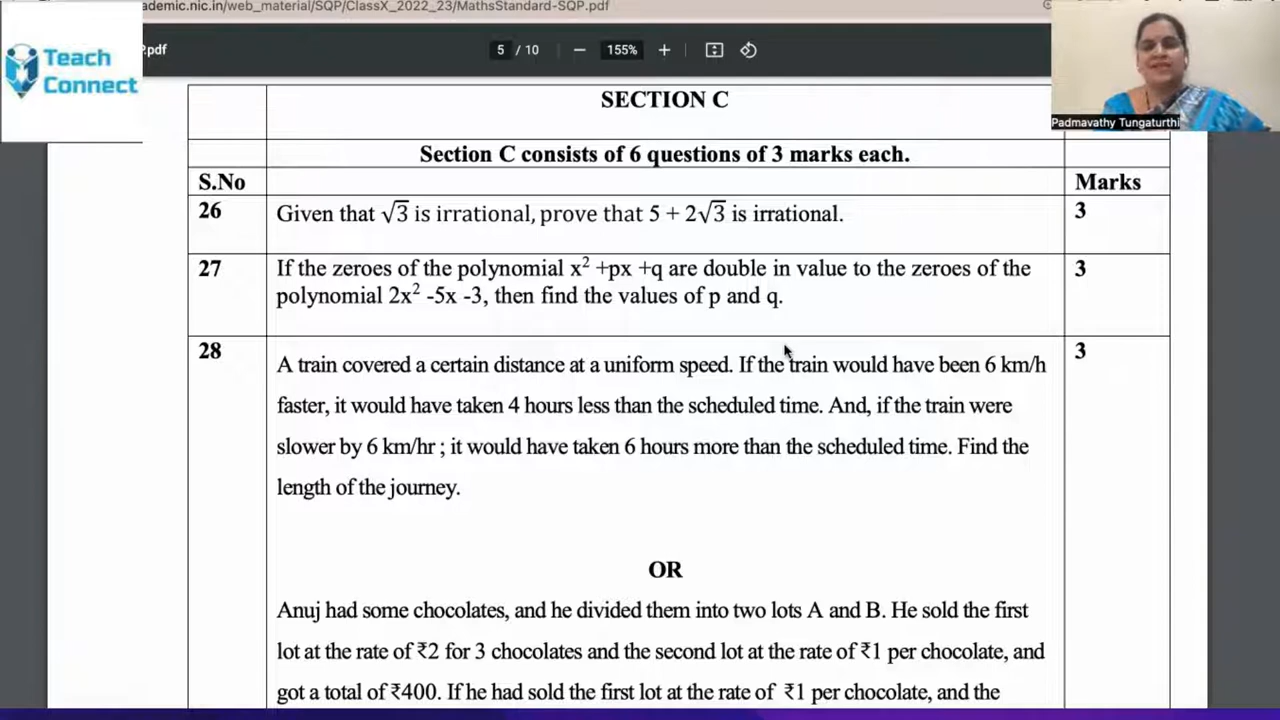 ademic.nic.in/web_material/SQP/ClassX_2022_23/MathsStandard-SQP.pdf
Teach
Connect
.pdf 5 / 10 155%
Padmavathy Tungaturthi
SECTION C
Section C consists of 6 questions of 3 marks each.
S.No Marks
26 Given that √3 is irrational, prove that 5 + 2√3 is irrational. 3
27 If the zeroes of the polynomial x² +px +q are double in value to the zeroes of the 3
polynomial 2x² -5x -3, then find the values of p and q.
28 3
A train covered a certain distance at a uniform speed. If the train would have been 6 km/h
faster, it would have taken 4 hours less than the scheduled time. And, if the train were
slower by 6 km/hr ; it would have taken 6 hours more than the scheduled time. Find the
length of the journey.
OR
Anuj had some chocolates, and he divided them into two lots A and B. He sold the first
lot at the rate of ₹2 for 3 chocolates and the second lot at the rate of ₹1 per chocolate, and
got a total of ₹400. If he had sold the first lot at the rate of ₹1 per chocolate, and the